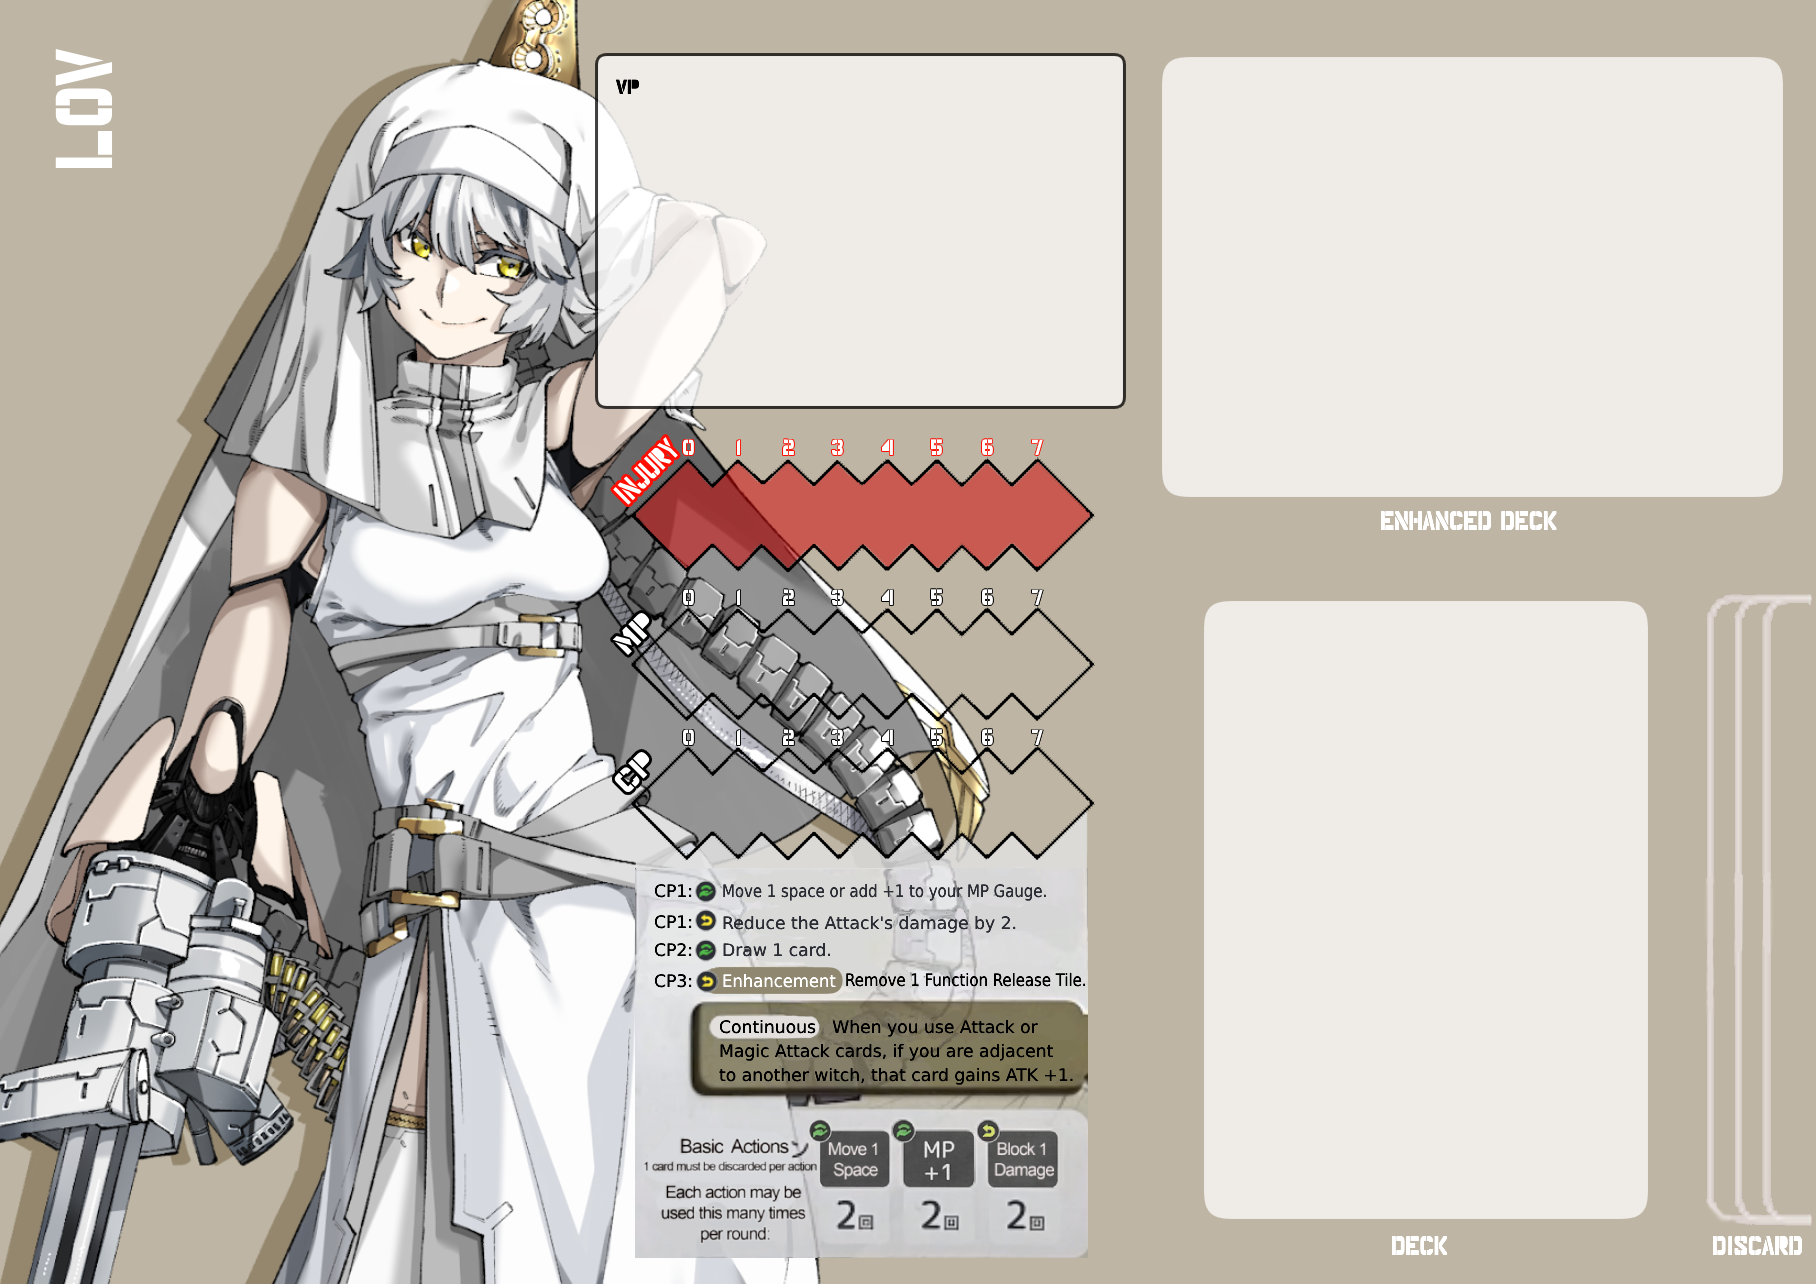 LOV
VP
INJURY
0 1 2 3 4 5 6 7
MP
0 1 2 3 4 5 6 7
CP
0 1 2 3 4 5 6 7
CP1: Move 1 space or add +1 to your MP Gauge.
CP1: Reduce the Attack's damage by 2.
CP2: Draw 1 card.
CP3: Enhancement Remove 1 Function Release Tile.
Continuous When you use Attack or
Magic Attack cards, if you are adjacent
to another witch, that card gains ATK +1.
Basic Actions
1 card must be discarded per action
Move 1
Space
MP
+1
Block 1
Damage
Each action may be
used this many times
per round:
2回 2回 2回
ENHANCED DECK
DECK
DISCARD